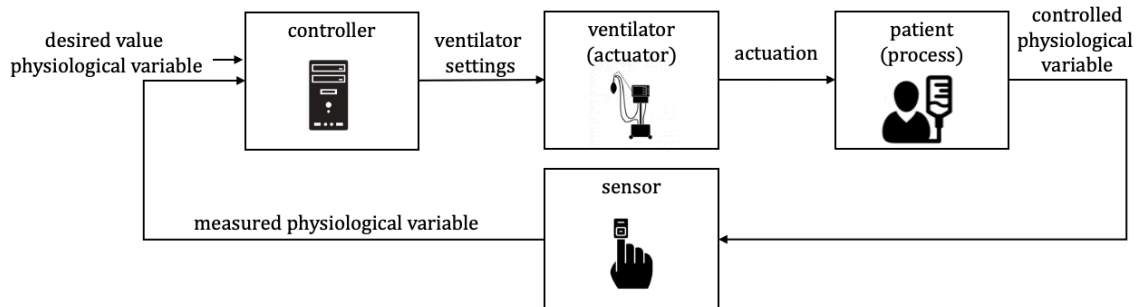 desired value
physiological variable
controller
ventilator
settings
ventilator
(actuator)
actuation
patient
(process)
controlled
physiological
variable
sensor
measured physiological variable